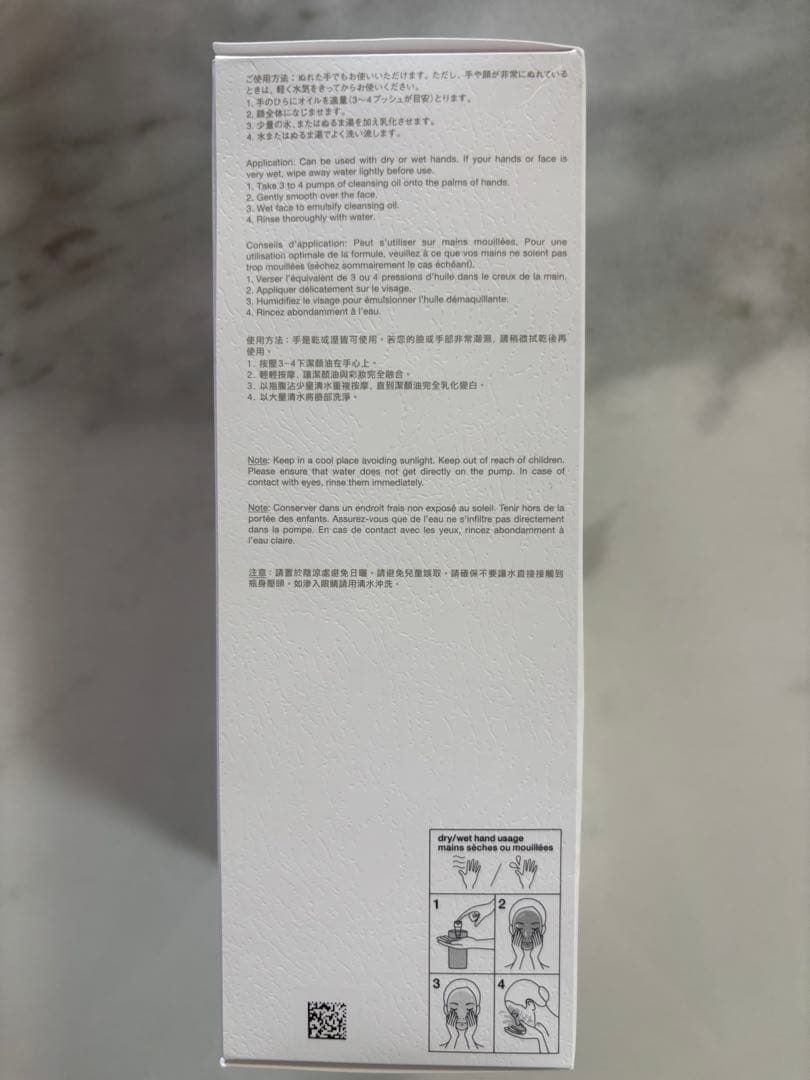 ご使用方法：ぬれた手でもお使いいただけます。ただし、手や顔が非常にぬれている
ときは、軽く水気をきってからお使いください。
1. 手のひらにオイルを適量（3〜4プッシュが目安）とります。
2. 顔全体になじませます。
3. 少量の水、またはぬるま湯を加え乳化させます。
4. 水またはぬるま湯でよく洗い流します。
Application: Can be used with dry or wet hands. If your hands or face is
very wet, wipe away water lightly before use.
1. Take 3 to 4 pumps of cleansing oil onto the palms of hands.
2. Gently smooth over the face.
3. Wet face to emulsify cleansing oil.
4. Rinse thoroughly with water.
Conseils d'application: Peut s'utiliser sur mains mouillées. Pour une
utilisation optimale de la formule, veuillez à ce que vos mains ne soient pas
trop mouillées (séchez sommairement le cas échéant).
1. Verser l'équivalent de 3 ou 4 pressions d'huile dans le creux de la main.
2. Appliquer délicatement sur le visage.
3. Humidifiez le visage pour émulsionner l'huile démaquillante.
4. Rincez abondamment à l'eau.
使用方法：手是乾或溼皆可使用。若您的臉或手部非常潮濕，請稍微拭乾後再
使用。
1. 按壓3–4下潔顏油在手心上。
2. 輕輕按摩，讓潔顏油與彩妝完全融合。
3. 以指腹沾少量清水重複按摩，直到潔顏油完全乳化變白。
4. 以大量清水將臉部洗淨。
Note: Keep in a cool place avoiding sunlight. Keep out of reach of children.
Please ensure that water does not get directly on the pump. In case of
contact with eyes, rinse them immediately.
Note: Conserver dans un endroit frais non exposé au soleil. Tenir hors de la
portée des enfants. Assurez-vous que de l'eau ne s'infiltre pas directement
dans la pompe. En cas de contact avec les yeux, rincez abondamment à
l'eau claire.
注意：請置於陰涼處避免日曬。請避免兒童誤取。請確保不要讓水直接接觸到
瓶身壓頭。如滲入眼睛請用清水沖洗。
dry/wet hand usage
mains sèches ou mouillées
1
2
3
4